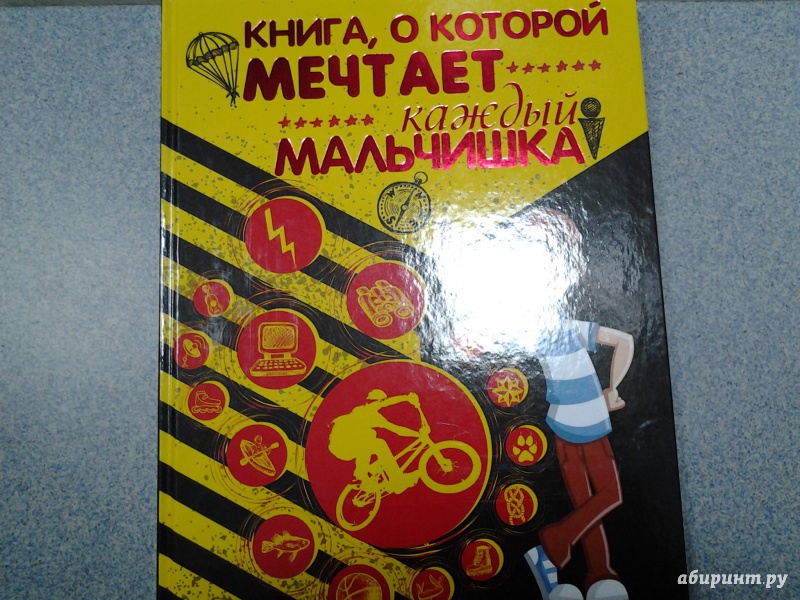 КНИГА, О КОТОРОЙ
МЕЧТАЕТ
каждый
МАЛЬЧИШКА
абиринт.ру